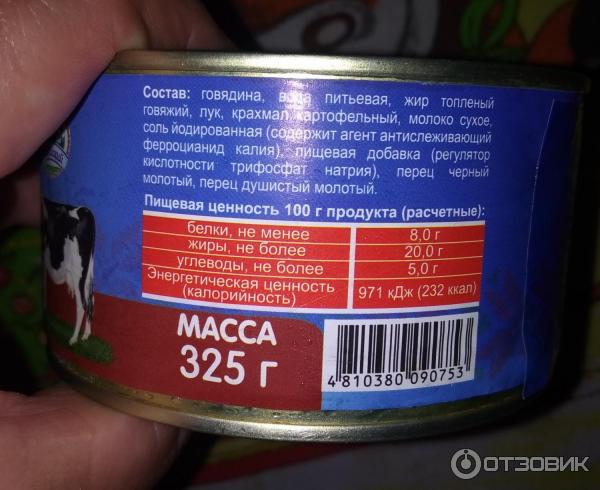 Состав: говядина, вода питьевая, жир топленый
говяжий, лук, крахмал картофельный, молоко сухое,
соль йодированная (содержит агент антислеживающий
ферроцианид калия), пищевая добавка (регулятор
кислотности трифосфат натрия), перец черный
молотый, перец душистый молотый.
Пищевая ценность 100 г продукта (расчетные):
белки, не менее 8,0 г
жиры, не более 20,0 г
углеводы, не более 5,0 г
Энергетическая ценность
(калорийность) 971 кДж (232 ккал)
МАССА
325 г
4 810380 090753
ОТЗОВИК